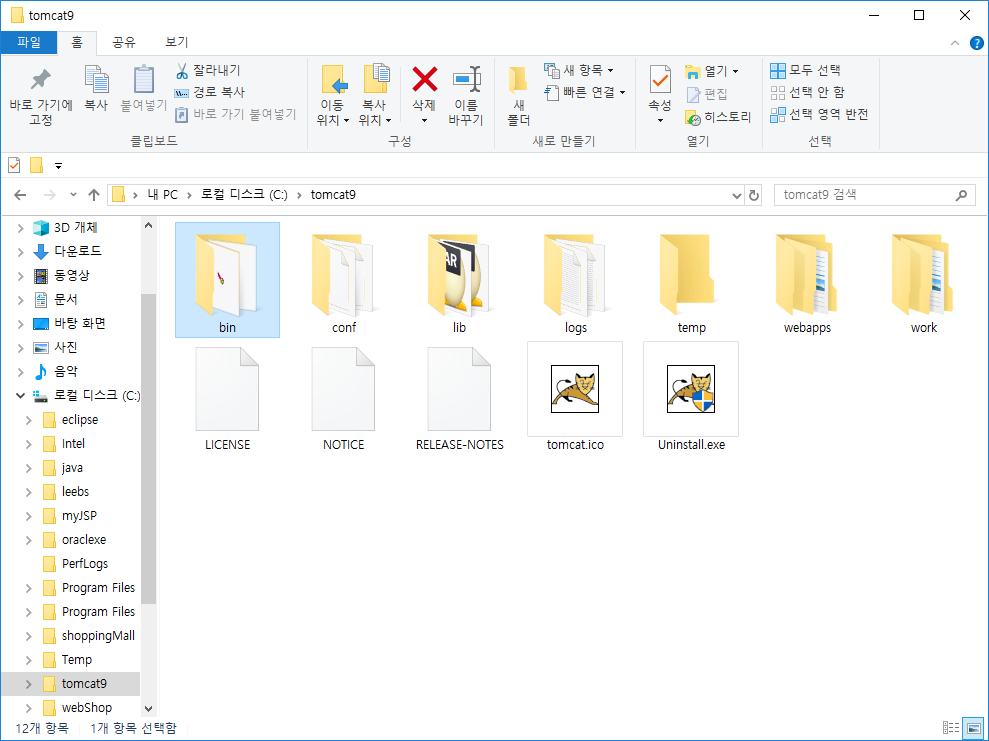 tomcat9
파일 홈 공유 보기
바로 가기에 고정
복사
붙여넣기
잘라내기
경로 복사
바로 가기 붙여넣기
클립보드
이동 위치
복사 위치
삭제
이름 바꾸기
구성
새 폴더
새 항목
빠른 연결
새로 만들기
속성
열기
편집
히스토리
열기
모두 선택
선택 안 함
선택 영역 반전
선택
내 PC 로컬 디스크 (C:) tomcat9
tomcat9 검색
3D 개체
다운로드
동영상
문서
바탕 화면
사진
음악
로컬 디스크 (C:)
eclipse
Intel
java
leebs
myJSP
oraclexe
PerfLogs
Program Files
Program Files
shoppingMall
Temp
tomcat9
webShop
bin conf lib logs temp webapps work
AR
LICENSE NOTICE RELEASE-NOTES tomcat.ico Uninstall.exe
12개 항목 1개 항목 선택함